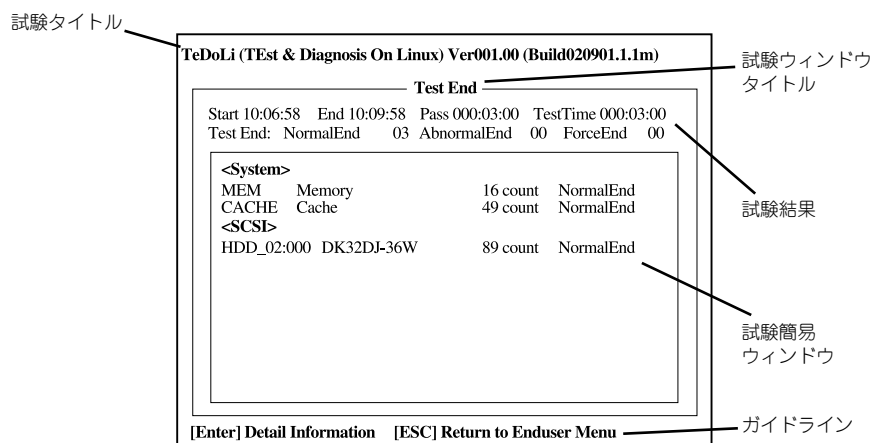 試験タイトル
TeDoLi (TEst & Diagnosis On Linux) Ver001.00 (Build020901.1.1m)
試験ウィンドウ
タイトル
Test End
Start 10:06:58 End 10:09:58 Pass 000:03:00 TestTime 000:03:00
Test End: NormalEnd 03 AbnormalEnd 00 ForceEnd 00
試験結果
<System>
MEM Memory 16 count NormalEnd
CACHE Cache 49 count NormalEnd
<SCSI>
HDD_02:000 DK32DJ-36W 89 count NormalEnd
試験簡易
ウィンドウ
[Enter] Detail Information [ESC] Return to Enduser Menu
ガイドライン